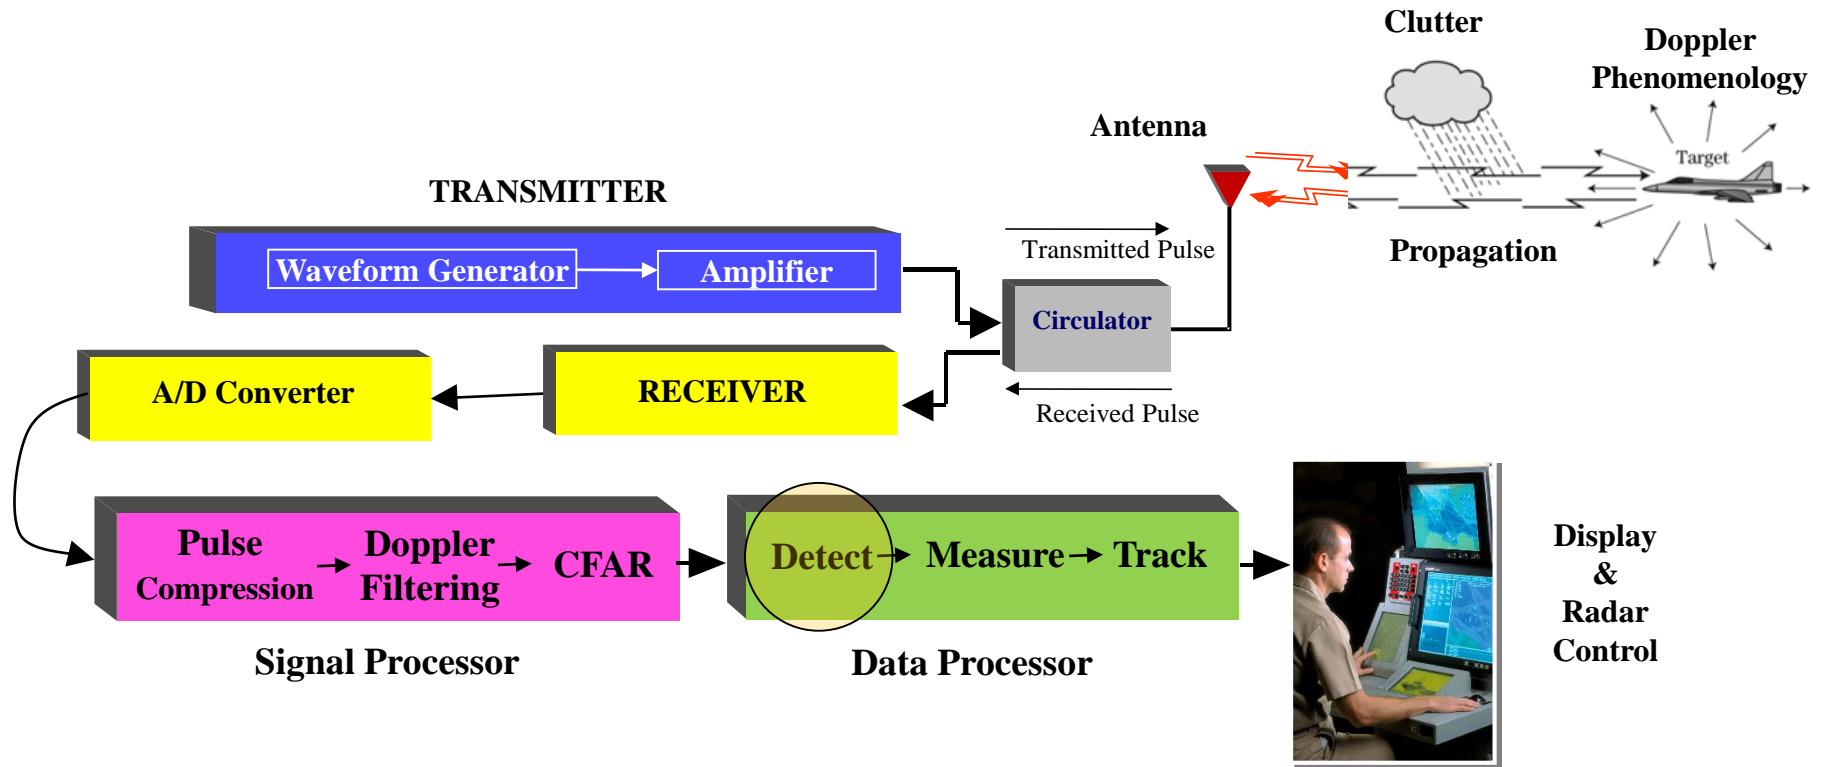 Clutter
Doppler
Phenomenology
Antenna
Target
TRANSMITTER
Waveform Generator
Amplifier
Transmitted Pulse
Propagation
Circulator
A/D Converter
RECEIVER
Received Pulse
Pulse
Compression
Doppler
Filtering
CFAR
Detect
Measure
Track
Display
&
Radar
Control
Signal Processor
Data Processor